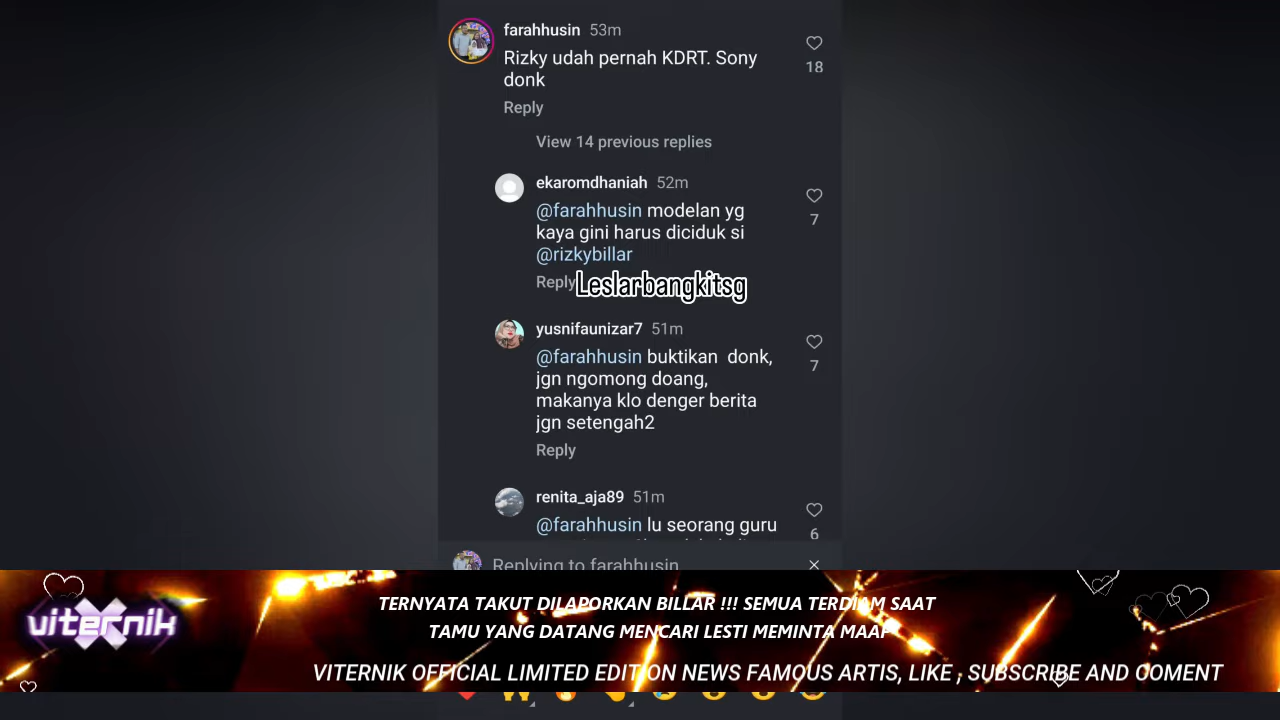 farahhusin 53m
Rizky udah pernah KDRT. Sony
donk
18
Reply
View 14 previous replies
ekaromdhaniah 52m
@farahhusin modelan yg
kaya gini harus diciduk si
@rizkybillar
7
Reply
Leslarbangkitsg
yusnifaunizar7 51m
@farahhusin buktikan donk,
jgn ngomong doang,
makanya klo denger berita
jgn setengah2
7
Reply
renita_aja89 51m
@farahhusin lu seorang guru
6
Replying to farahhusin
viternik
TERNYATA TAKUT DILAPORKAN BILLAR !!! SEMUA TERDIAM SAAT
TAMU YANG DATANG MENCARI LESTI MEMINTA MAAF
VITERNIK OFFICIAL LIMITED EDITION NEWS FAMOUS ARTIS, LIKE , SUBSCRIBE AND COMENT